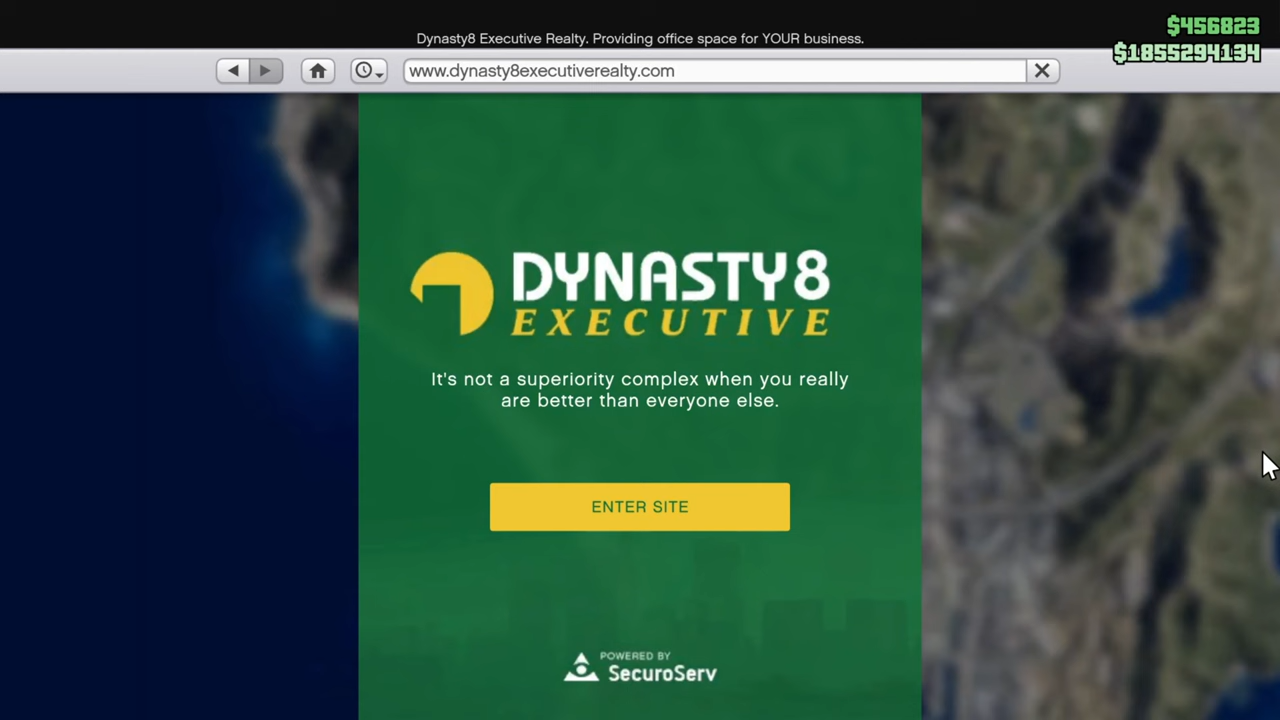 Dynasty8 Executive Realty. Providing office space for YOUR business.
$456823
$1855294134
www.dynasty8executiverealty.com
DYNASTY8
EXECUTIVE
It's not a superiority complex when you really
are better than everyone else.
ENTER SITE
POWERED BY
SecuroServ